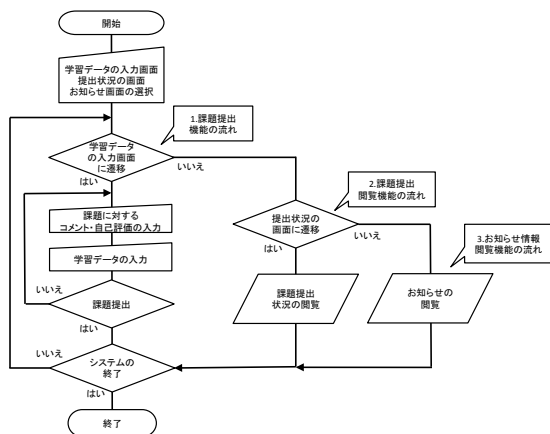 開始
学習データの入力画面
提出状況の画面
お知らせ画面の選択
1.課題提出
機能の流れ
学習データ
の入力画面
に遷移
いいえ
はい
2.課題提出
閲覧機能の流れ
課題に対する
コメント・自己評価の入力
提出状況の
画面に遷移
いいえ
はい
3.お知らせ情報
閲覧機能の流れ
学習データの入力
いいえ
課題提出
はい
課題提出
状況の閲覧
お知らせの
閲覧
いいえ
システムの
終了
はい
終了